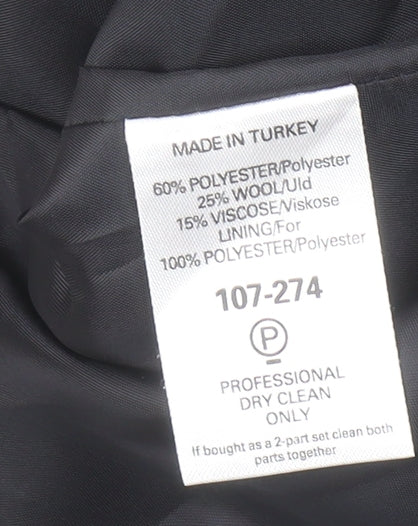 MADE IN TURKEY
60% POLYESTER/Polyester
25% WOOL/Uld
15% VISCOSE/Viskose
LINING/For
100% POLYESTER/Polyester
107-274
P
PROFESSIONAL
DRY CLEAN
ONLY
If bought as a 2-part set clean both
parts together